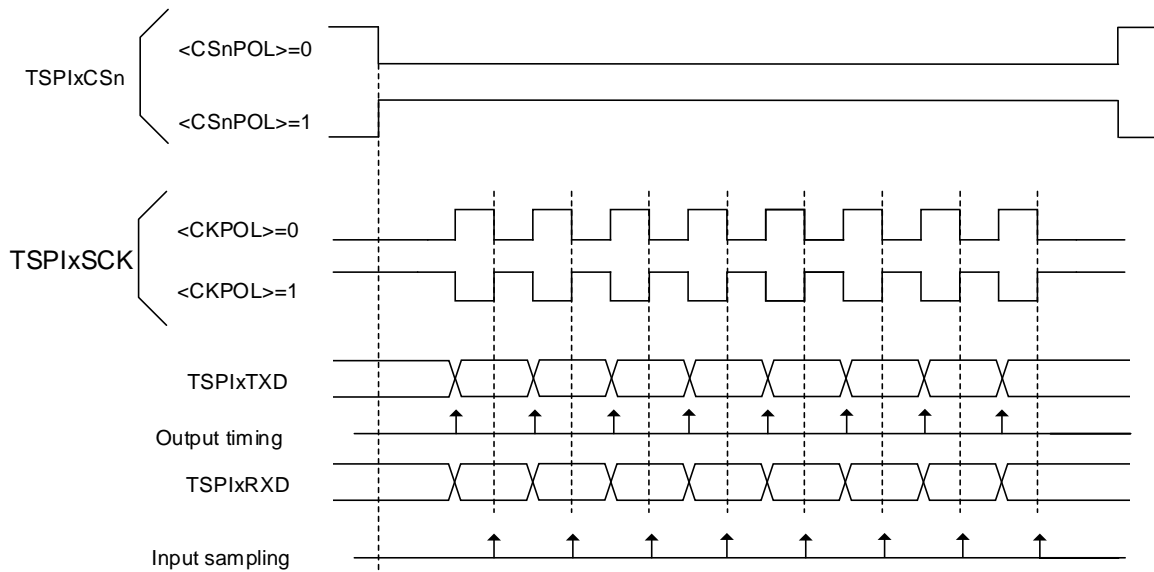 <CSnPOL>=0
TSPIxCSn
<CSnPOL>=1
<CKPOL>=0
TSPIxSCK
<CKPOL>=1
TSPIxTXD
Output timing
TSPIxRXD
Input sampling